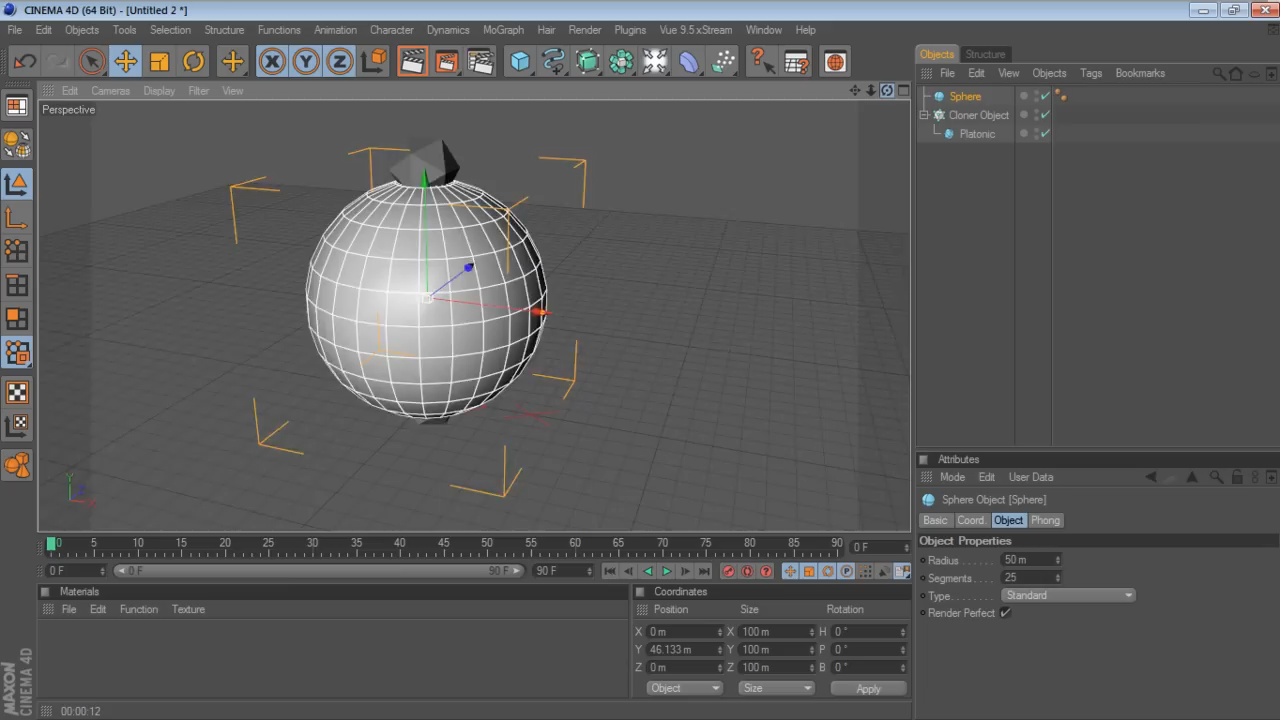 CINEMA 4D (64 Bit) - [Untitled 2 *]
File Edit Objects Tools Selection Structure Functions Animation Character Dynamics MoGraph Hair Render Plugins Vue 9.5 xStream Window Help
Objects Structure
File Edit View Objects Tags Bookmarks
Edit Cameras Display Filter View
Perspective
Sphere
Cloner Object
Platonic
X Y Z
Y
Attributes
Mode Edit User Data
Sphere Object [Sphere]
Basic Coord. Object Phong
Object Properties
Radius 50 m
Segments 25
Type Standard
Render Perfect
0 5 10 15 20 25 30 35 40 45 50 55 60 65 70 75 80 85 90 0 F
0 F 0 F 90 F 90 F
Materials
File Edit Function Texture
Coordinates
Position Size Rotation
X 0 m X 100 m H 0 °
Y 46.133 m Y 100 m P 0 °
Z 0 m Z 100 m B 0 °
Object Size Apply
MAXON
CINEMA 4D
00:00:12